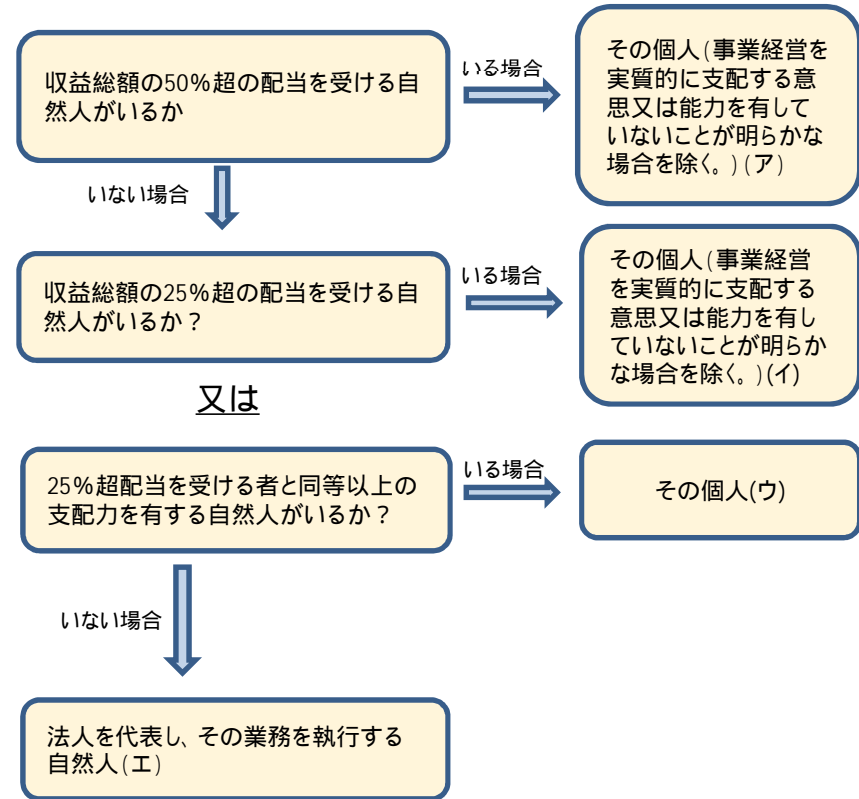 収益総額の50%超の配当を受ける自
然人がいるか
いる場合
その個人(事業経営を
実質的に支配する意
思又は能力を有して
いないことが明らかな
場合を除く。)(ア)
いない場合
収益総額の25%超の配当を受ける自
然人がいるか?
いる場合
その個人(事業経営
を実質的に支配する
意思又は能力を有し
ていないことが明らか
な場合を除く。)(イ)
又は
25%超配当を受ける者と同等以上の
支配力を有する自然人がいるか?
いる場合
その個人(ウ)
いない場合
法人を代表し、その業務を執行する
自然人(エ)